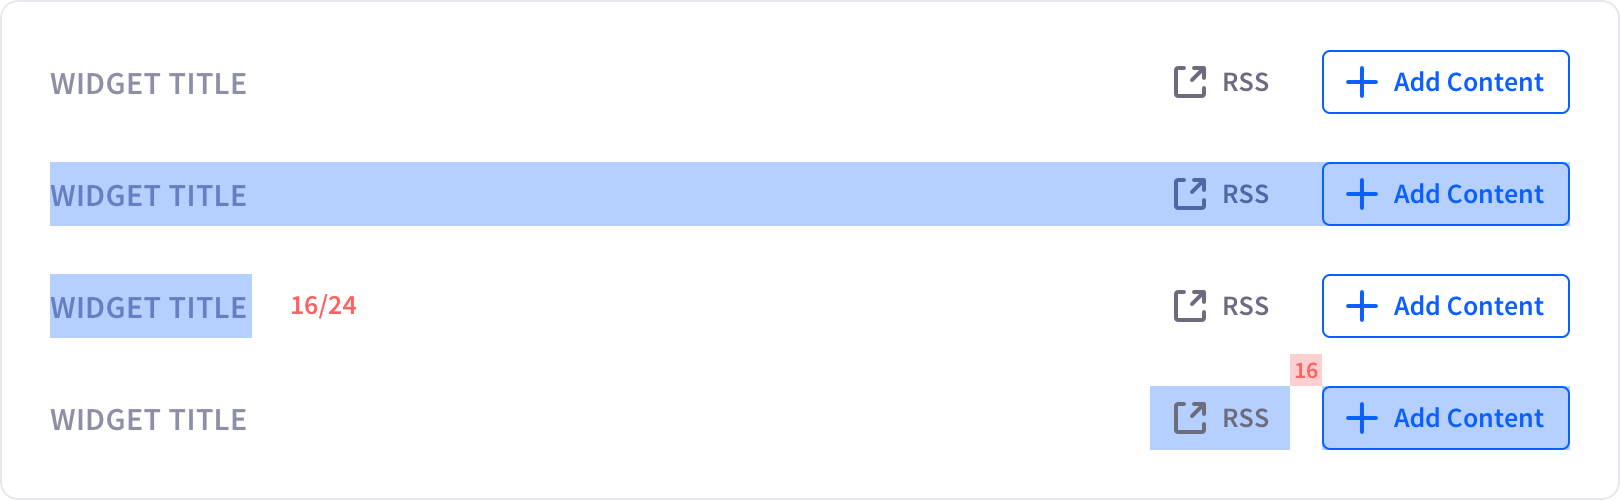 WIDGET TITLE RSS Add Content
WIDGET TITLE RSS Add Content
WIDGET TITLE 16/24 RSS Add Content
16
WIDGET TITLE RSS Add Content